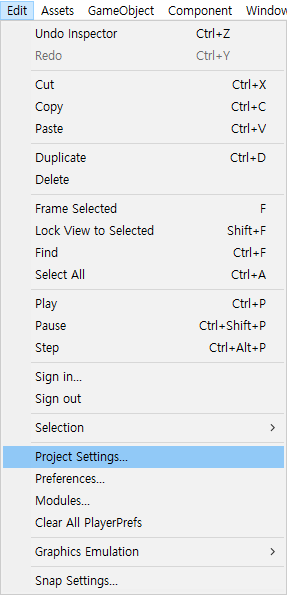 Edit Assets GameObject Component Window
Undo Inspector Ctrl+Z
Redo Ctrl+Y
Cut Ctrl+X
Copy Ctrl+C
Paste Ctrl+V
Duplicate Ctrl+D
Delete
Frame Selected F
Lock View to Selected Shift+F
Find Ctrl+F
Select All Ctrl+A
Play Ctrl+P
Pause Ctrl+Shift+P
Step Ctrl+Alt+P
Sign in...
Sign out
Selection
Project Settings...
Preferences...
Modules...
Clear All PlayerPrefs
Graphics Emulation
Snap Settings...